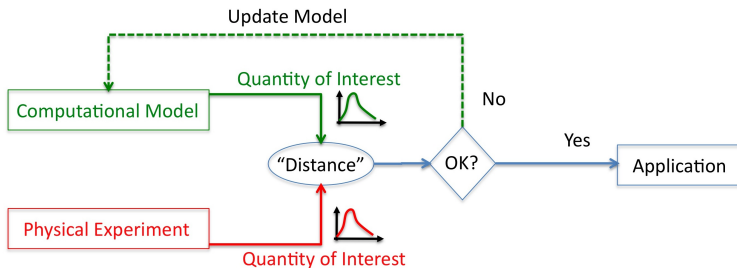 Update Model
Quantity of Interest
Computational Model
No
Yes
“Distance”
OK?
Application
Physical Experiment
Quantity of Interest